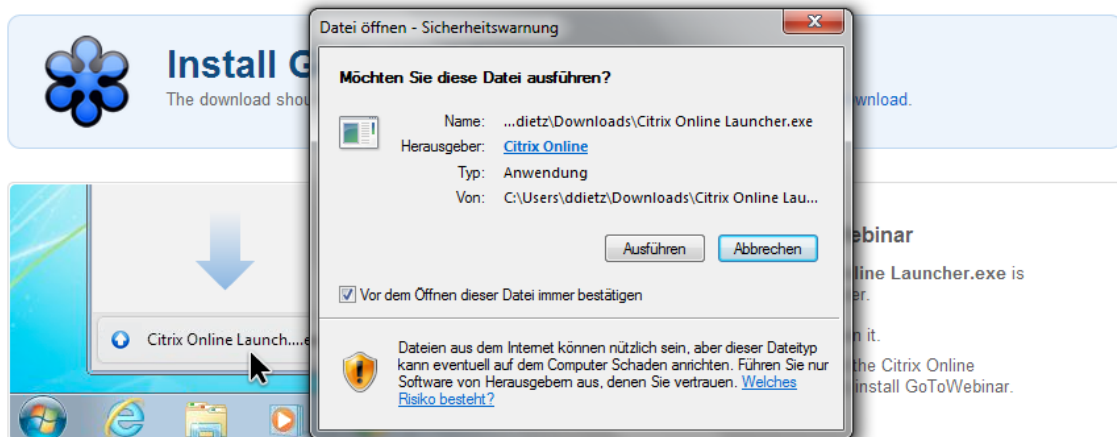 Datei öffnen - Sicherheitswarnung
Install G
The download shou
wnload.
Möchten Sie diese Datei ausführen?
Name: ...dietz\Downloads\Citrix Online Launcher.exe
Herausgeber: Citrix Online
Typ: Anwendung
Von: C:\Users\ddietz\Downloads\Citrix Online Lau...
Ausführen Abbrechen
Vor dem Öffnen dieser Datei immer bestätigen
Dateien aus dem Internet können nützlich sein, aber dieser Dateityp
kann eventuell auf dem Computer Schaden anrichten. Führen Sie nur
Software von Herausgebern aus, denen Sie vertrauen. Welches
Risiko besteht?
Citrix Online Launch....e
ebinar
line Launcher.exe is
er.
n it.
the Citrix Online
install GoToWebinar.